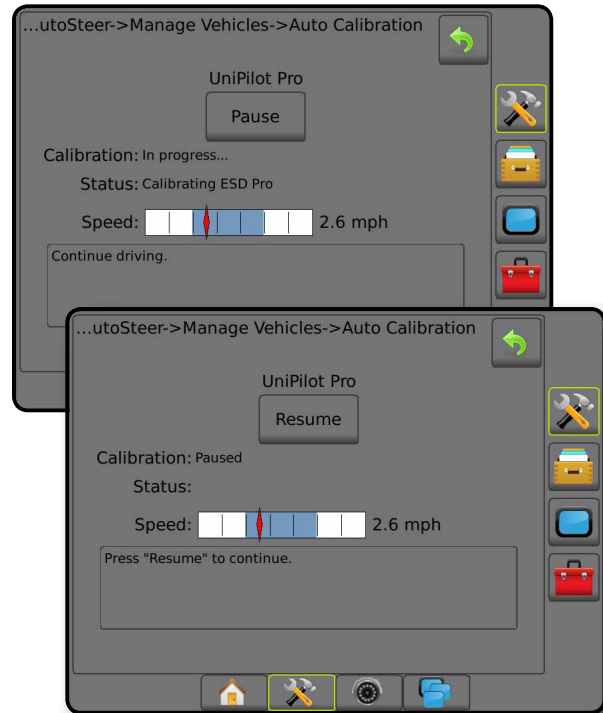 ...utoSteer->Manage Vehicles->Auto Calibration
UniPilot Pro
Pause
Calibration: In progress...
Status: Calibrating ESD Pro
Speed: 2.6 mph
Continue driving.
...utoSteer->Manage Vehicles->Auto Calibration
UniPilot Pro
Resume
Calibration: Paused
Status:
Speed: 2.6 mph
Press "Resume" to continue.